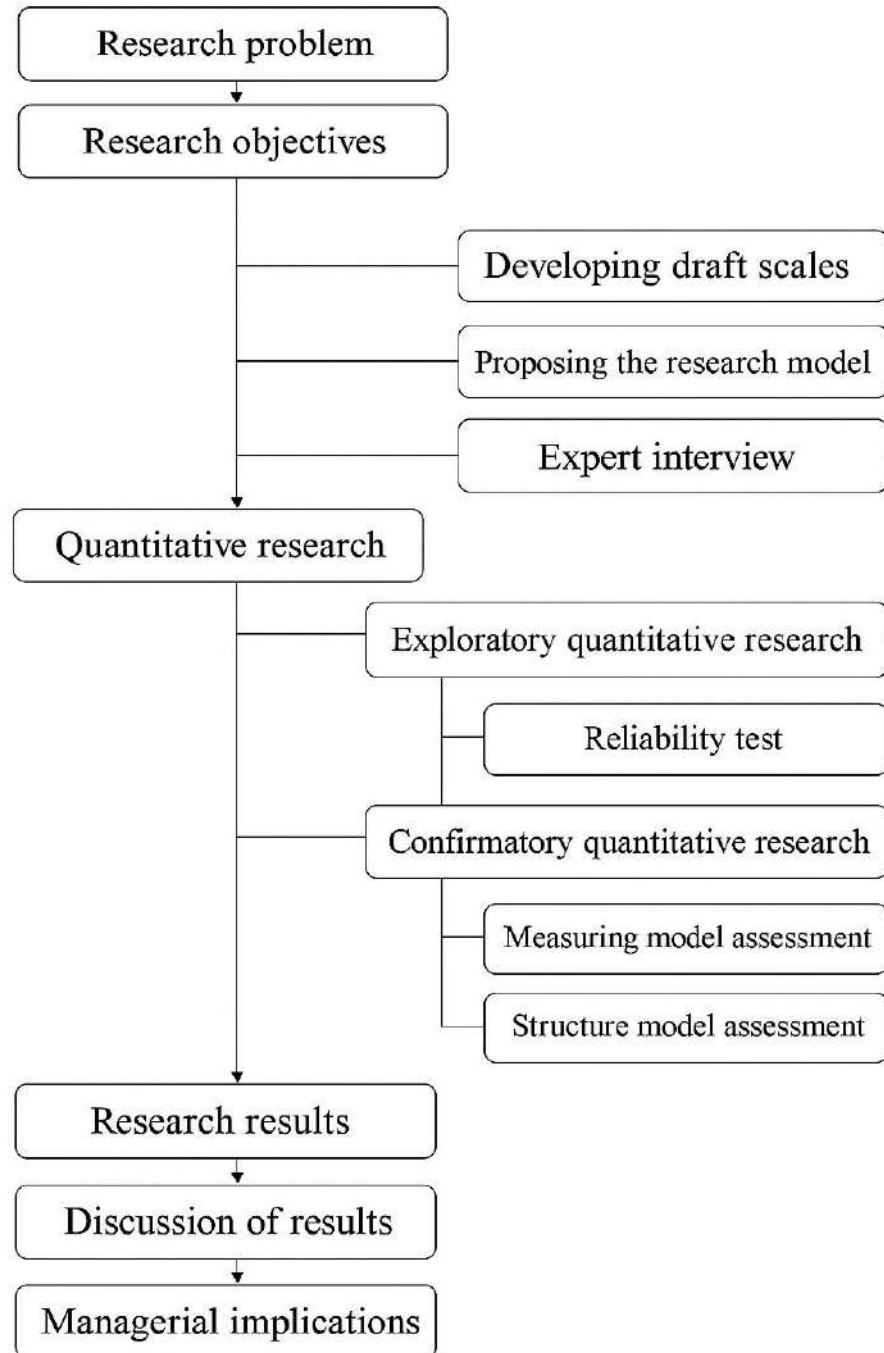 Research problem
Research objectives
Developing draft scales
Proposing the research model
Expert interview
Quantitative research
Exploratory quantitative research
Reliability test
Confirmatory quantitative research
Measuring model assessment
Structure model assessment
Research results
Discussion of results
Managerial implications